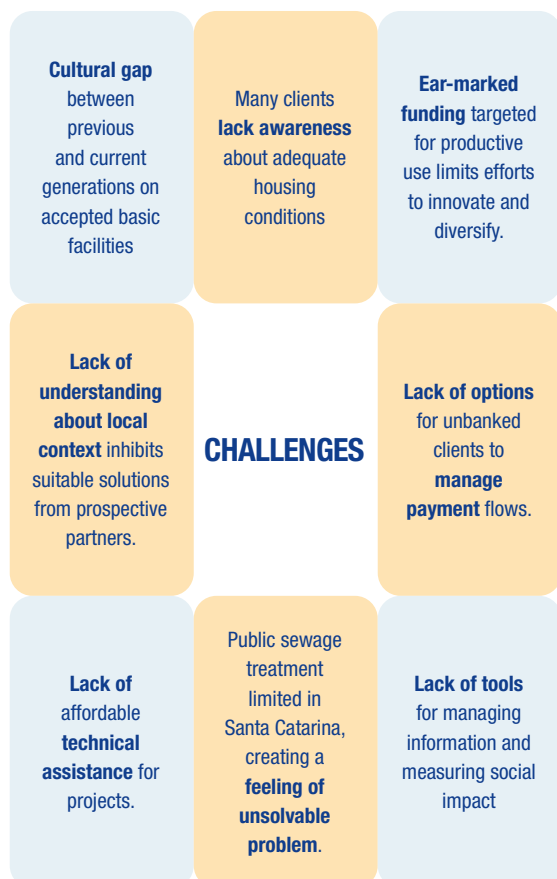 Cultural gap
between
previous
and current
generations on
accepted basic
facilities
Many clients
lack awareness
about adequate
housing
conditions
Ear-marked
funding targeted
for productive
use limits efforts
to innovate and
diversify.
Lack of
understanding
about local
context inhibits
suitable solutions
from prospective
partners.
CHALLENGES
Lack of options
for unbanked
clients to
manage
payment flows.
Lack of
affordable
technical
assistance for
projects.
Public sewage
treatment
limited in
Santa Catarina,
creating a
feeling of
unsolvable
problem.
Lack of tools
for managing
information and
measuring social
impact